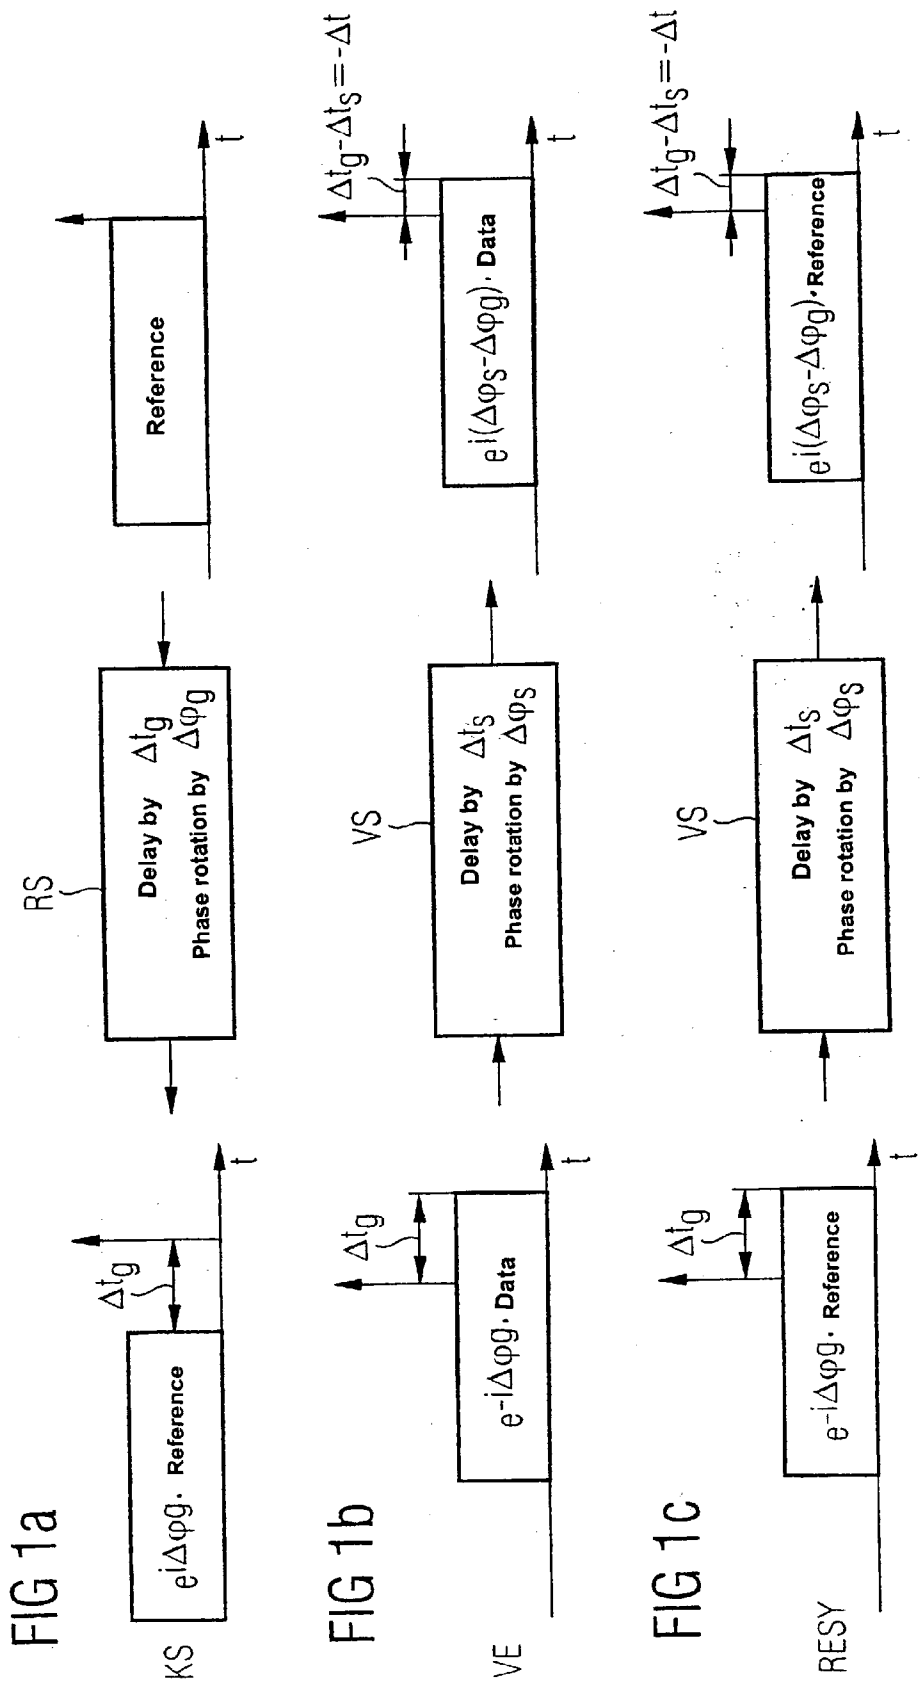 FIG 1a
KS
e^iΔφg · Reference
Δtg
t
RS
Delay by Δtg
Phase rotation by Δφg
Reference
t
FIG 1b
VE
e^-iΔφg · Data
Δtg
t
VS
Delay by Δts
Phase rotation by Δφs
e^i(Δφs-Δφg) · Data
Δtg-Δts=-Δt
t
FIG 1c
RESY
e^-iΔφg · Reference
Δtg
t
VS
Delay by Δts
Phase rotation by Δφs
e^i(Δφs-Δφg) · Reference
Δtg-Δts=-Δt
t